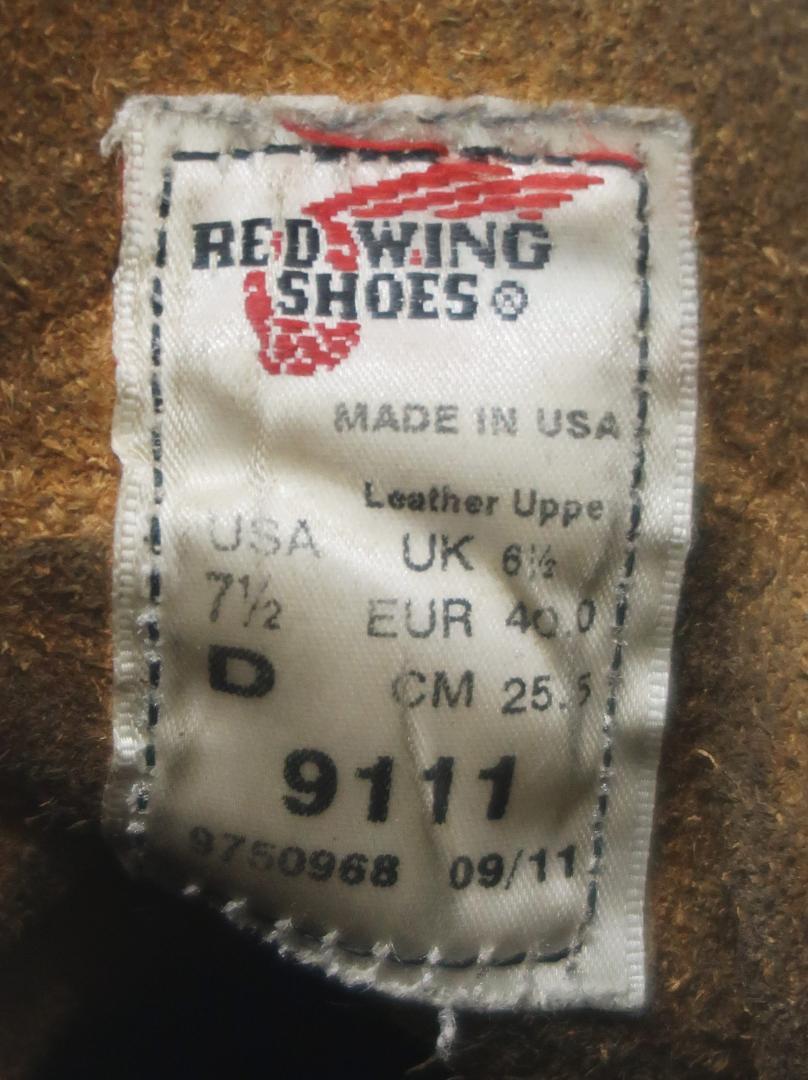 RED WING
SHOES®
MADE IN USA
Leather Uppe
USA
7½
D
UK 6½
EUR 40.0
CM 25.5
9111
9750968 09/11